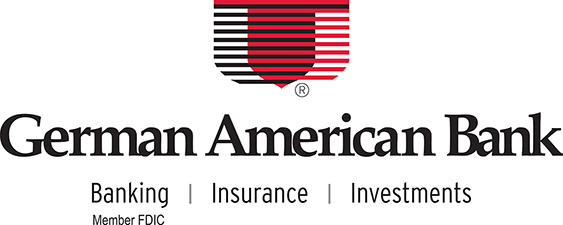 ®
German American Bank
Banking | Insurance | Investments
Member FDIC